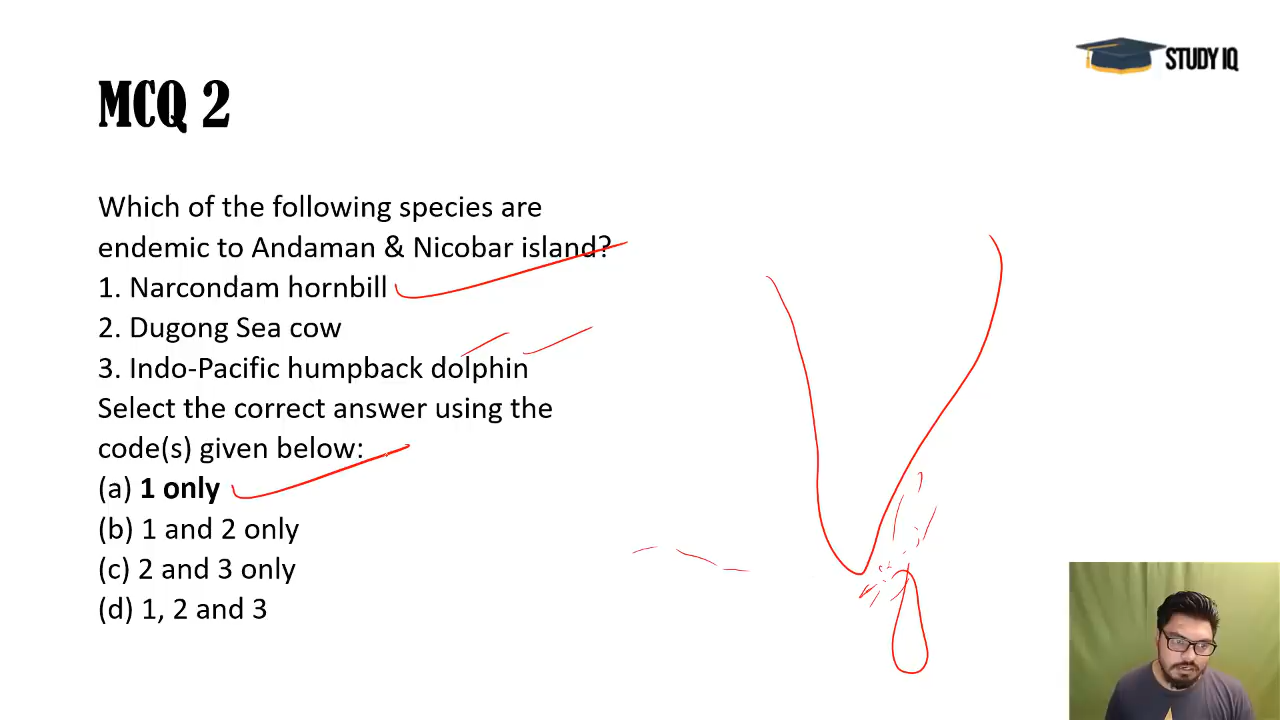 STUDY IQ
MCQ 2
Which of the following species are
endemic to Andaman & Nicobar island?
1. Narcondam hornbill
2. Dugong Sea cow
3. Indo-Pacific humpback dolphin
Select the correct answer using the
code(s) given below:
(a) 1 only
(b) 1 and 2 only
(c) 2 and 3 only
(d) 1, 2 and 3